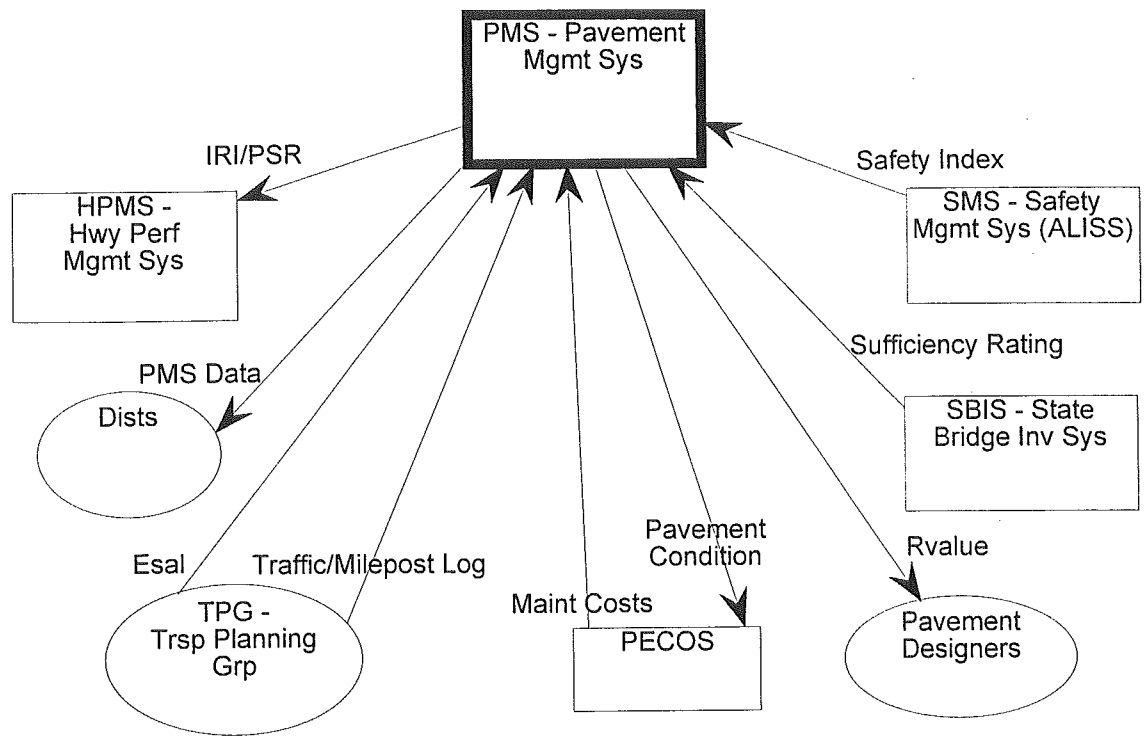 PMS - Pavement
Mgmt Sys
IRI/PSR
Safety Index
HPMS -
Hwy Perf
Mgmt Sys
SMS - Safety
Mgmt Sys (ALISS)
Sufficiency Rating
PMS Data
Dists
SBIS - State
Bridge Inv Sys
Pavement
Condition
Rvalue
Esal
Traffic/Milepost Log
Maint Costs
TPG -
Trsp Planning
Grp
PECOS
Pavement
Designers